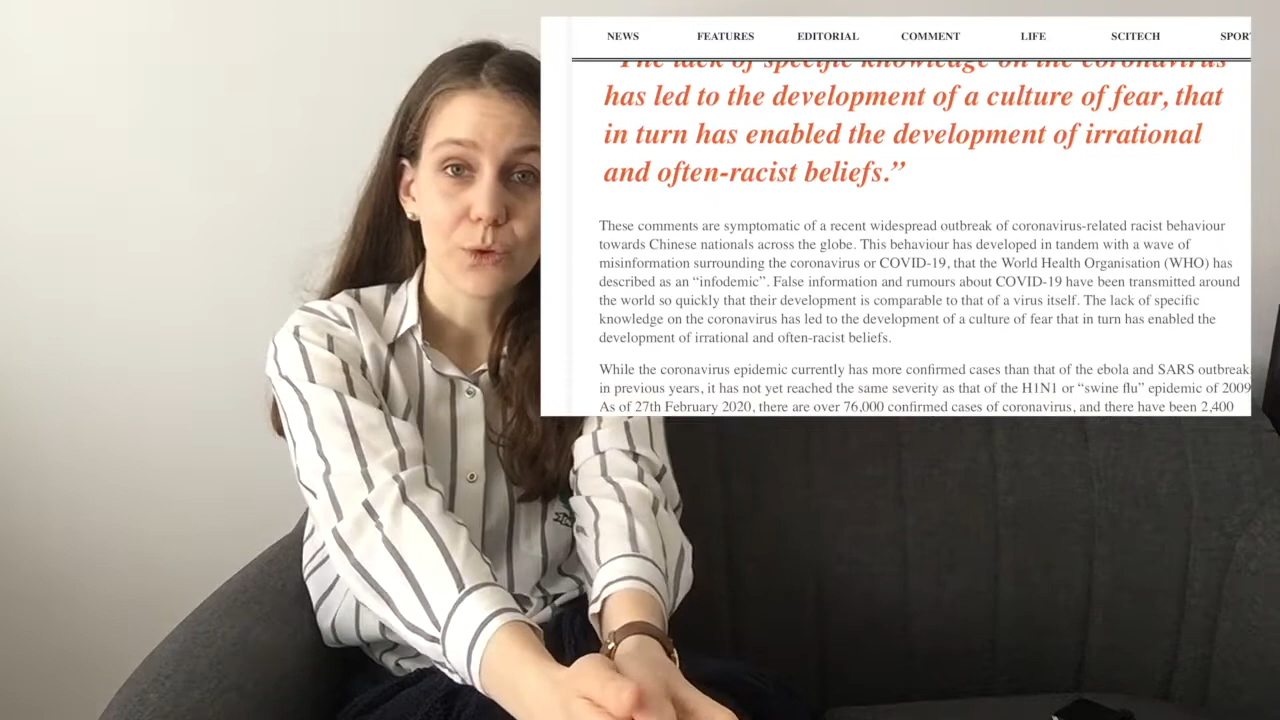 NEWS FEATURES EDITORIAL COMMENT LIFE SCITECH SPOR
"The lack of specific knowledge on the coronavirus
has led to the development of a culture of fear, that
in turn has enabled the development of irrational
and often-racist beliefs.”
These comments are symptomatic of a recent widespread outbreak of coronavirus-related racist behaviour
towards Chinese nationals across the globe. This behaviour has developed in tandem with a wave of
misinformation surrounding the coronavirus or COVID-19, that the World Health Organisation (WHO) has
described as an “infodemic”. False information and rumours about COVID-19 have been transmitted around
the world so quickly that their development is comparable to that of a virus itself. The lack of specific
knowledge on the coronavirus has led to the development of a culture of fear that in turn has enabled the
development of irrational and often-racist beliefs.
While the coronavirus epidemic currently has more confirmed cases than that of the ebola and SARS outbreak
in previous years, it has not yet reached the same severity as that of the H1N1 or “swine flu” epidemic of 2009
As of 27th February 2020, there are over 76,000 confirmed cases of coronavirus, and there have been 2,400